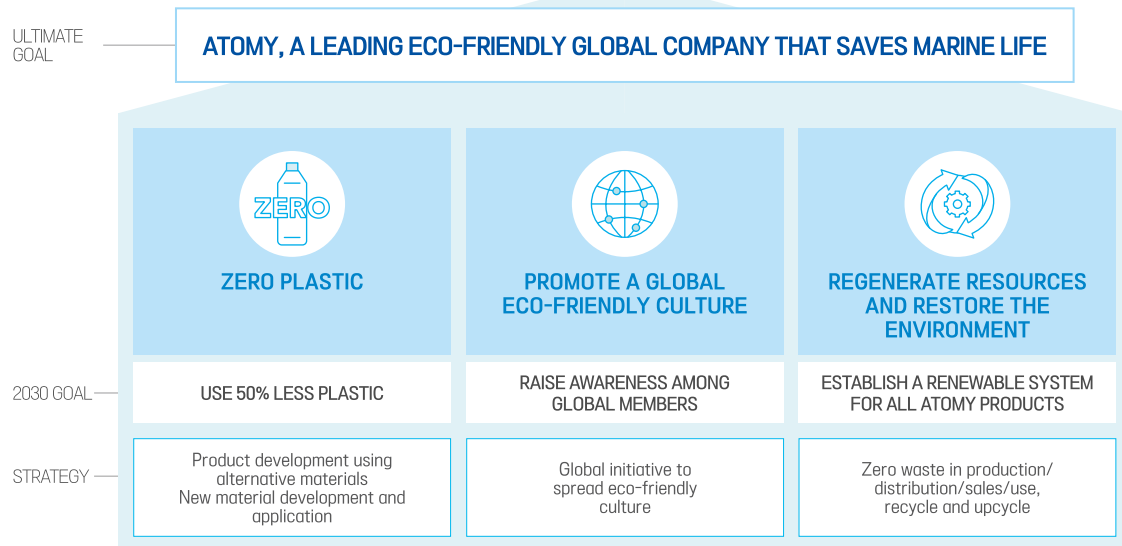 ULTIMATE
GOAL
ATOMY, A LEADING ECO-FRIENDLY GLOBAL COMPANY THAT SAVES MARINE LIFE
ZERO
ZERO PLASTIC
PROMOTE A GLOBAL
ECO-FRIENDLY CULTURE
REGENERATE RESOURCES
AND RESTORE THE
ENVIRONMENT
2030 GOAL
USE 50% LESS PLASTIC
RAISE AWARENESS AMONG
GLOBAL MEMBERS
ESTABLISH A RENEWABLE SYSTEM
FOR ALL ATOMY PRODUCTS
STRATEGY
Product development using
alternative materials
New material development and
application
Global initiative to
spread eco-friendly
culture
Zero waste in production/
distribution/sales/use,
recycle and upcycle